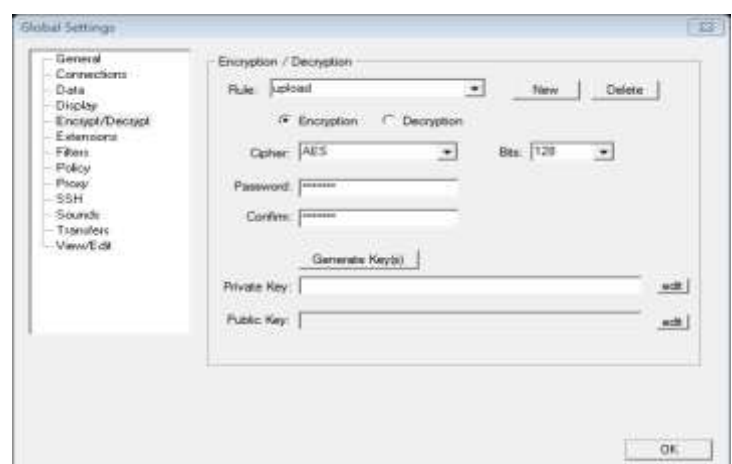 Global Settings
General
Connections
Data
Display
Encrypt/Decrypt
Extensions
Filters
Policy
Proxy
SSH
Sounds
Transfers
View/Edit
Encryption / Decryption
Rule: upload New Delete
Encryption Decryption
Cipher: AES Bits: 128
Password: *******
Confirm: *******
Generate Key(s)
Private Key: edit
Public Key: edit
OK